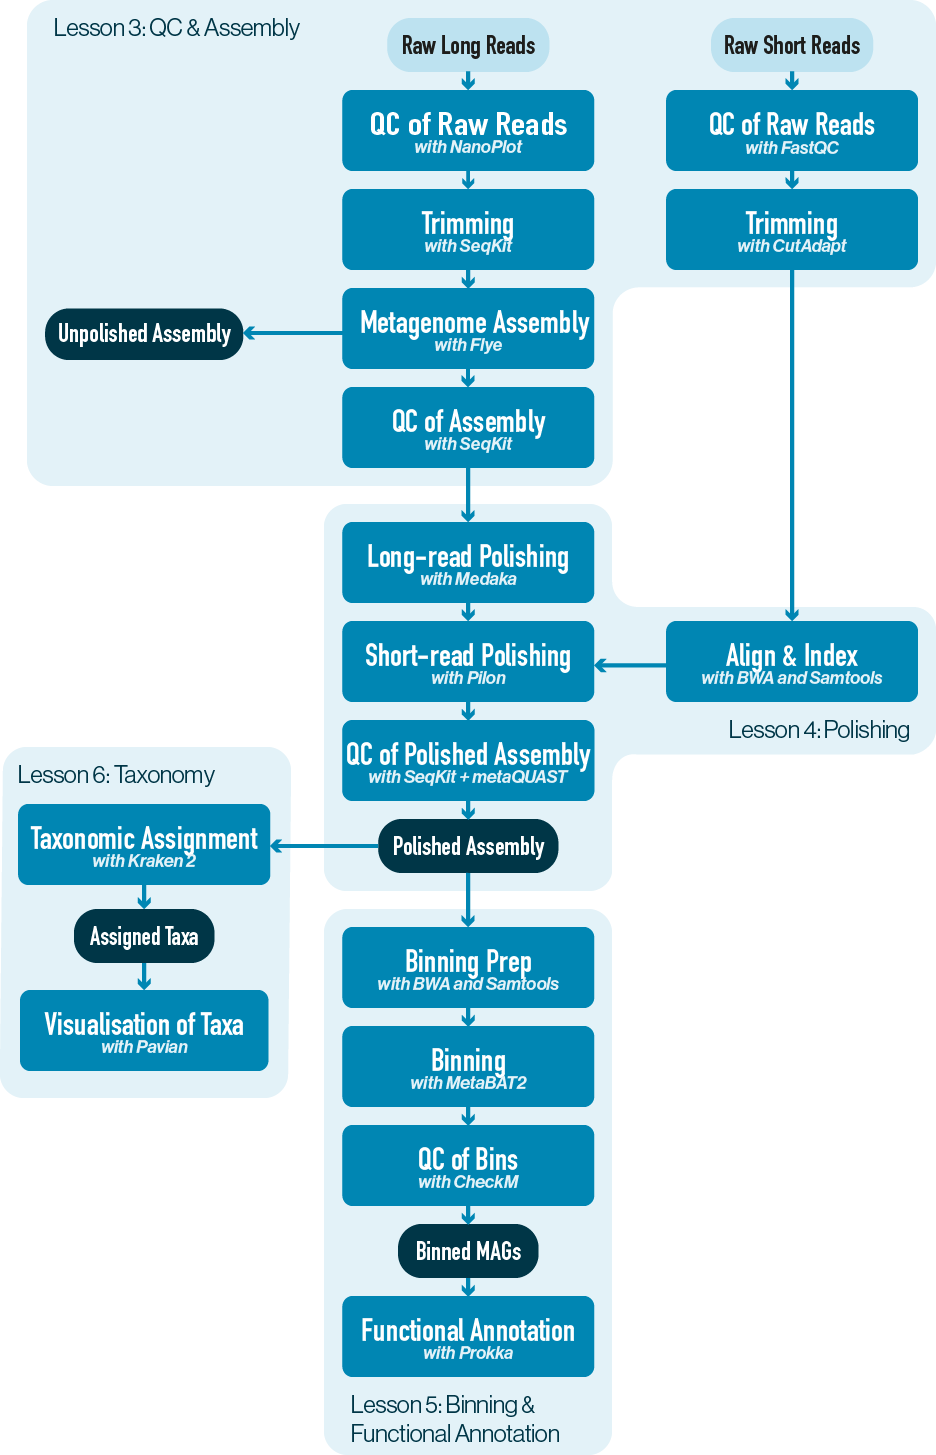 Lesson 3: QC & Assembly
Raw Long Reads
Raw Short Reads
QC of Raw Reads
with NanoPlot
QC of Raw Reads
with FastQC
Trimming
with SeqKit
Trimming
with CutAdapt
Metagenome Assembly
with Flye
Unpolished Assembly
QC of Assembly
with SeqKit
Long-read Polishing
with Medaka
Short-read Polishing
with Pilon
Align & Index
with BWA and Samtools
Lesson 4: Polishing
QC of Polished Assembly
with SeqKit + metaQUAST
Polished Assembly
Lesson 6: Taxonomy
Taxonomic Assignment
with Kraken 2
Assigned Taxa
Visualisation of Taxa
with Pavian
Binning Prep
with BWA and Samtools
Binning
with MetaBAT2
QC of Bins
with CheckM
Binned MAGs
Functional Annotation
with Prokka
Lesson 5: Binning &
Functional Annotation